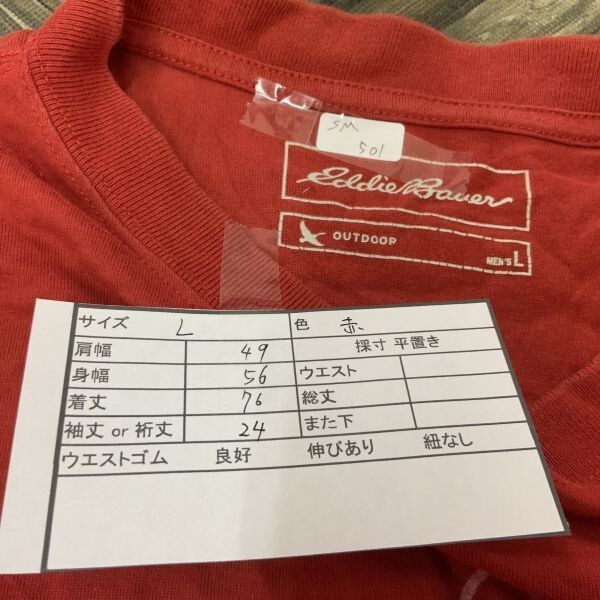 SM
501
Eddie Bauer
OUTDOOR
MEN'S L
サイズ L 色 赤
肩幅 49 採寸 平置き
身幅 56 ウエスト
着丈 76 総丈
袖丈 or 裄丈 24 また下
ウエストゴム 良好 伸びあり 紐なし